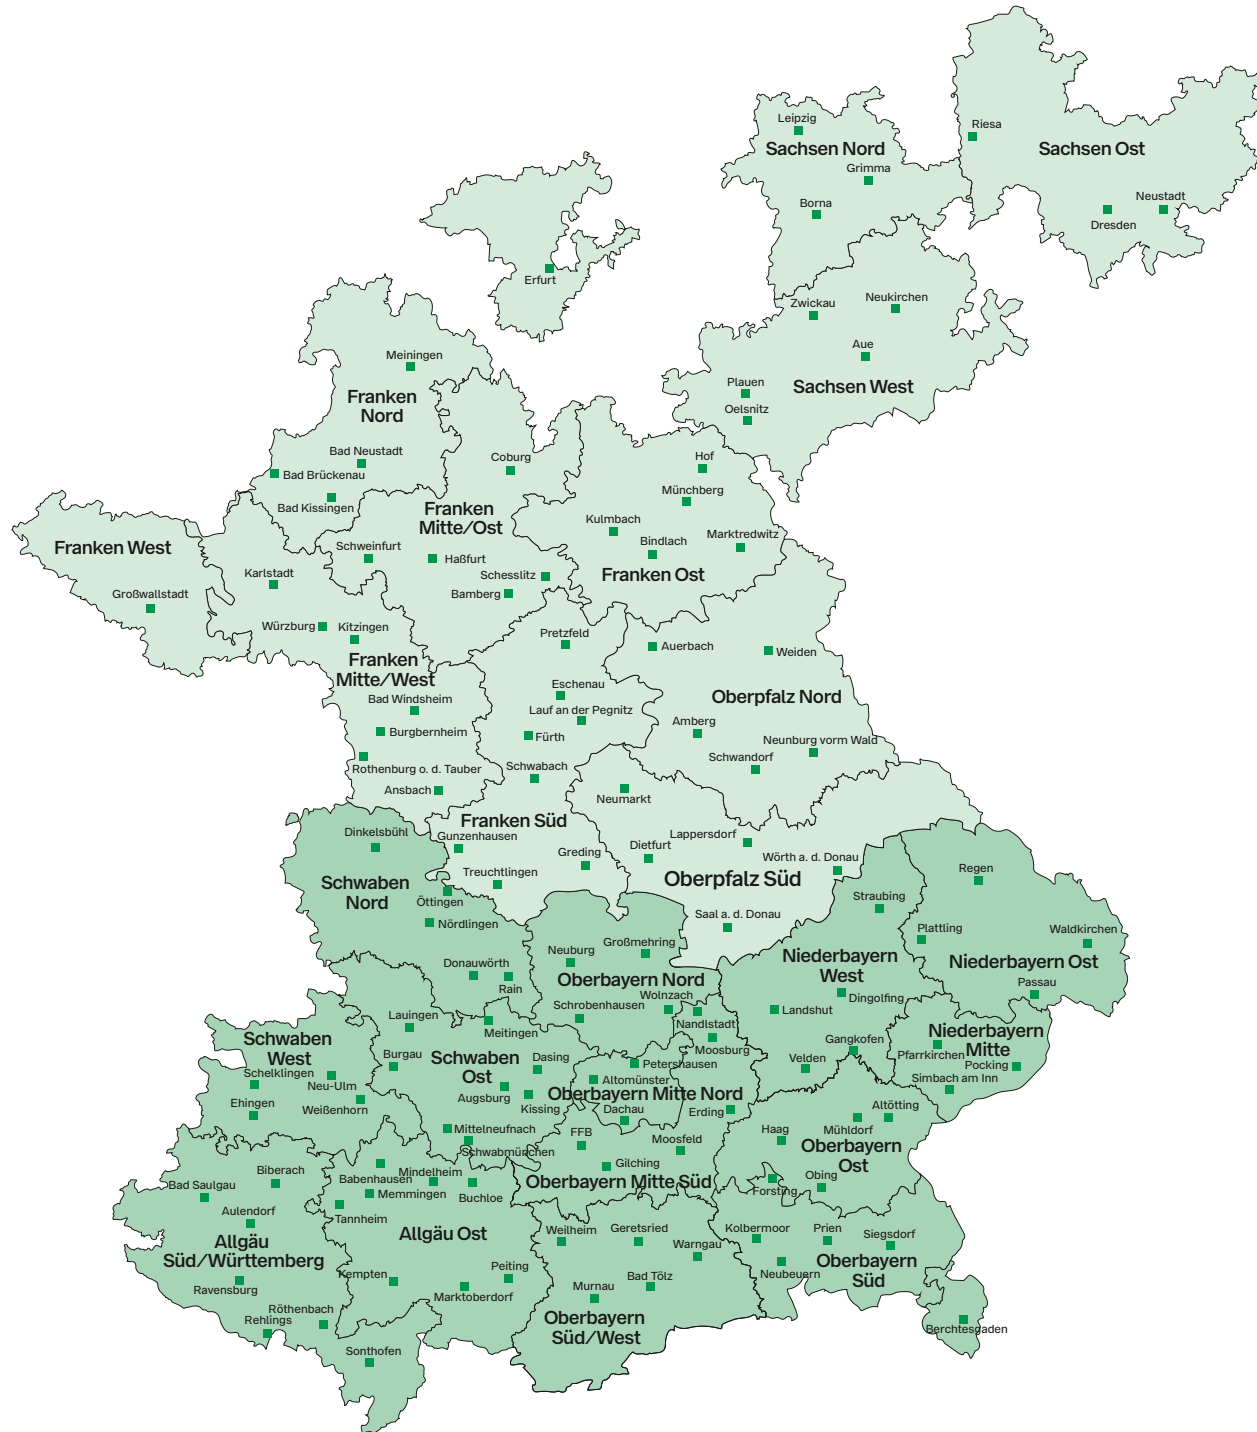 Leipzig
Riesa
Sachsen Nord
Sachsen Ost
Grimma
Borna
Neustadt
Dresden
Erfurt
Zwickau
Neukirchen
Aue
Meiningen
Plauen
Sachsen West
Oelsnitz
Franken
Nord
Bad Neustadt
Coburg
Hof
Bad Brückenau
Münchberg
Bad Kissingen
Franken
Mitte/Ost
Kulmbach
Marktredwitz
Bindlach
Franken West
Schweinfurt
Haßfurt
Karlstadt
Schesslitz
Franken Ost
Großwallstadt
Bamberg
Würzburg
Kitzingen
Pretzfeld
Auerbach
Weiden
Franken
Mitte/West
Eschenau
Oberpfalz Nord
Bad Windsheim
Lauf an der Pegnitz
Amberg
Burgbernheim
Fürth
Neunburg vorm Wald
Schwandorf
Rothenburg o. d. Tauber
Schwabach
Ansbach
Neumarkt
Franken Süd
Dinkelsbühl
Gunzenhausen
Lappersdorf
Dietfurt
Greding
Wörth a. d. Donau
Treuchtlingen
Oberpfalz Süd
Regen
Schwaben
Nord
Straubing
Öttingen
Nördlingen
Saal a. d. Donau
Plattling
Waldkirchen
Großmehring
Neuburg
Niederbayern
West
Donauwörth
Niederbayern Ost
Oberbayern Nord
Rain
Passau
Wolnzach
Dingolfing
Schrobenhausen
Landshut
Lauingen
Nandlstadt
Meitingen
Niederbayern
Mitte
Schwaben
West
Gangkofen
Moosburg
Burgau
Schwaben
Ost
Dasing
Velden
Pfarrkirchen
Petershausen
Pocking
Schelklingen
Altomünster
Simbach am Inn
Neu-Ulm
Oberbayern Mitte Nord
Augsburg
Ehingen
Weißenhorn
Kissing
Dachau
Erding
Altötting
Mittelneufnach
FFB
Haag
Mühldorf
Moosfeld
Schwabmünchen
Oberbayern
Ost
Gilching
Biberach
Mindelheim
Babenhausen
Obing
Bad Saulgau
Memmingen
Buchloe
Oberbayern Mitte Süd
Forsting
Aulendorf
Tannheim
Allgäu Ost
Weilheim
Geretsried
Kolbermoor
Prien
Siegsdorf
Allgäu
Süd/Württemberg
Warngau
Oberbayern
Süd
Kempten
Peiting
Neubeuern
Bad Tölz
Ravensburg
Murnau
Marktoberdorf
Röthenbach
Rehlings
Oberbayern
Süd/West
Berchtesgaden
Sonthofen